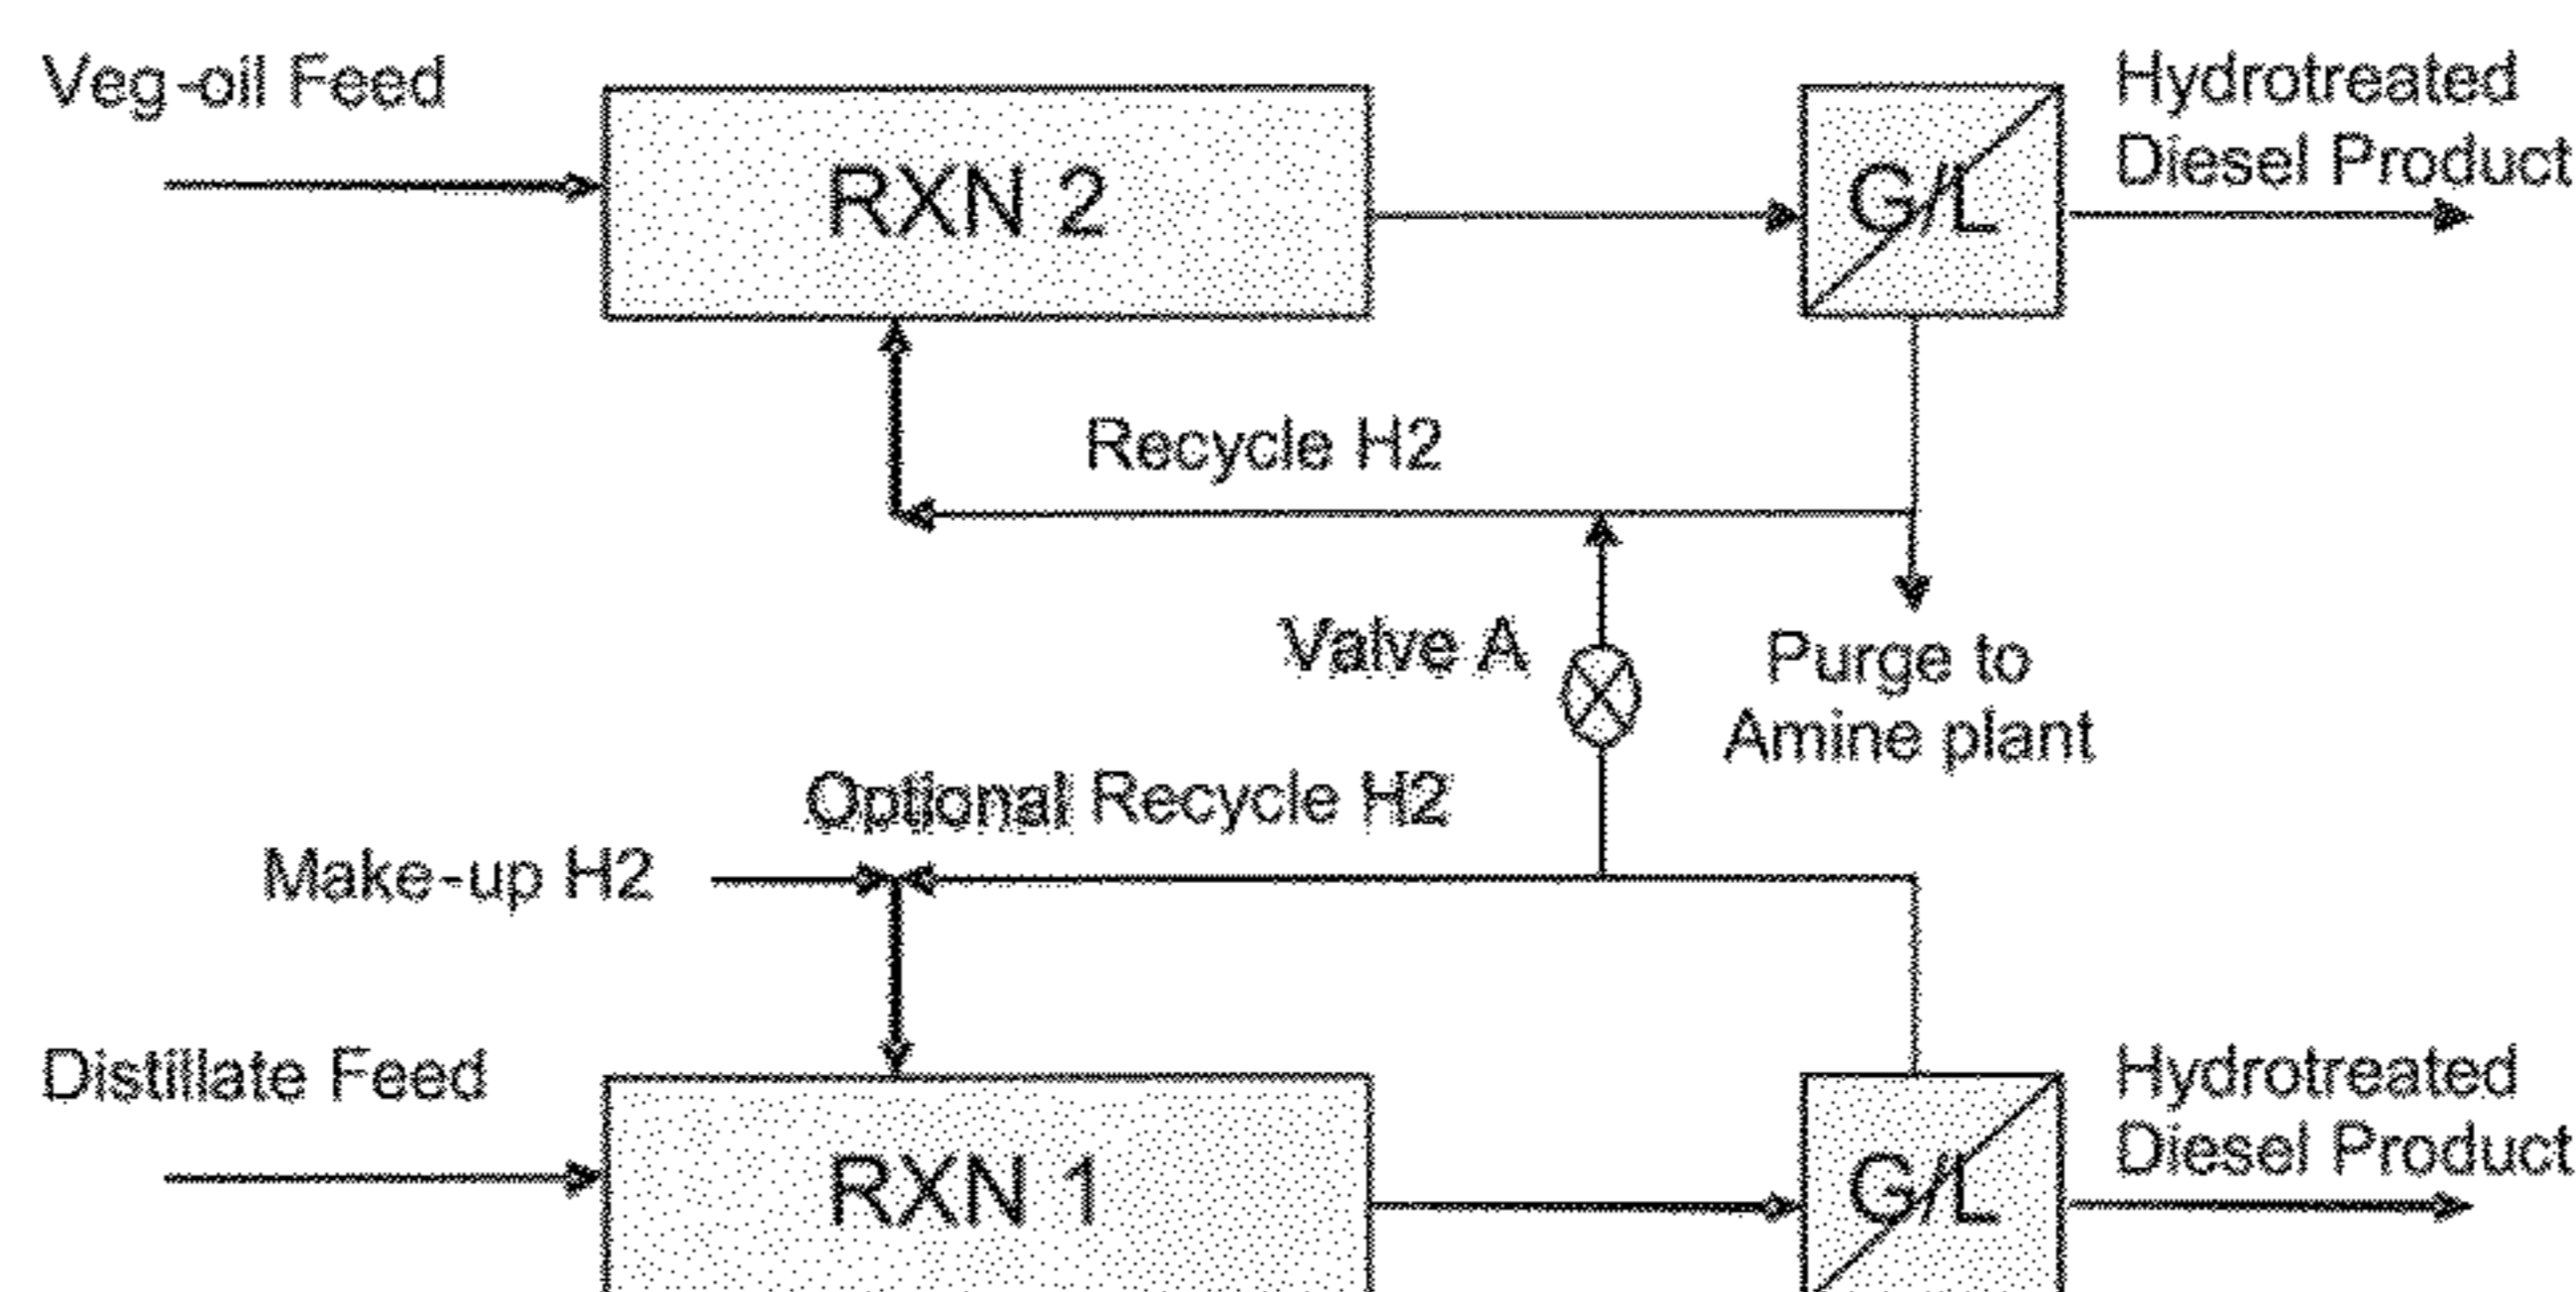 Veg-oil Feed
RXN 2
G/L
Hydrotreated
Diesel Product
Recycle H2
Valve A
Purge to
Amine plant
Optional Recycle H2
Make-up H2
Distillate Feed
RXN 1
G/L
Hydrotreated
Diesel Product